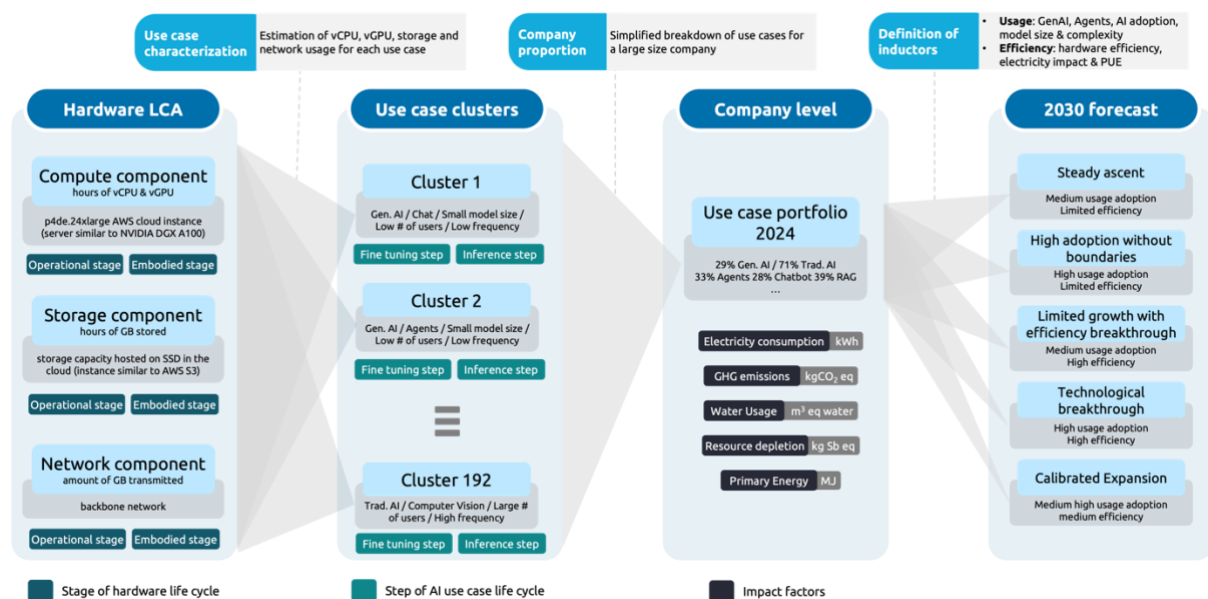 Use case
characterization
Estimation of vCPU, vGPU, storage and
network usage for each use case
Company
proportion
Simplified breakdown of use cases for
a large size company
Definition of
inductors
• Usage: GenAI, Agents, AI adoption,
model size & complexity
• Efficiency: hardware efficiency,
electricity impact & PUE
Hardware LCA
Compute component
hours of vCPU & vGPU
p4de.24xlarge AWS cloud instance
(server similar to NVIDIA DGX A100)
Operational stage
Embodied stage
Storage component
hours of GB stored
storage capacity hosted on SSD in the
cloud (instance similar to AWS S3)
Operational stage
Embodied stage
Network component
amount of GB transmitted
backbone network
Operational stage
Embodied stage
Use case clusters
Cluster 1
Gen. AI / Chat / Small model size /
Low # of users / Low frequency
Fine tuning step
Inference step
Cluster 2
Gen. AI / Agents / Small model size /
Low # of users / Low frequency
Fine tuning step
Inference step
Cluster 192
Trad. AI / Computer Vision / Large #
of users / High frequency
Fine tuning step
Inference step
Company level
Use case portfolio
2024
29% Gen. AI / 71% Trad. AI
33% Agents 28% Chatbot 39% RAG
...
Electricity consumption kWh
GHG emissions kgCO₂ eq
Water Usage m³ eq water
Resource depletion kg Sb eq
Primary Energy MJ
2030 forecast
Steady ascent
Medium usage adoption
Limited efficiency
High adoption without
boundaries
High usage adoption
Limited efficiency
Limited growth with
efficiency breakthrough
Medium usage adoption
High efficiency
Technological
breakthrough
High usage adoption
High efficiency
Calibrated Expansion
Medium high usage adoption
medium efficiency
Stage of hardware life cycle
Step of AI use case life cycle
Impact factors